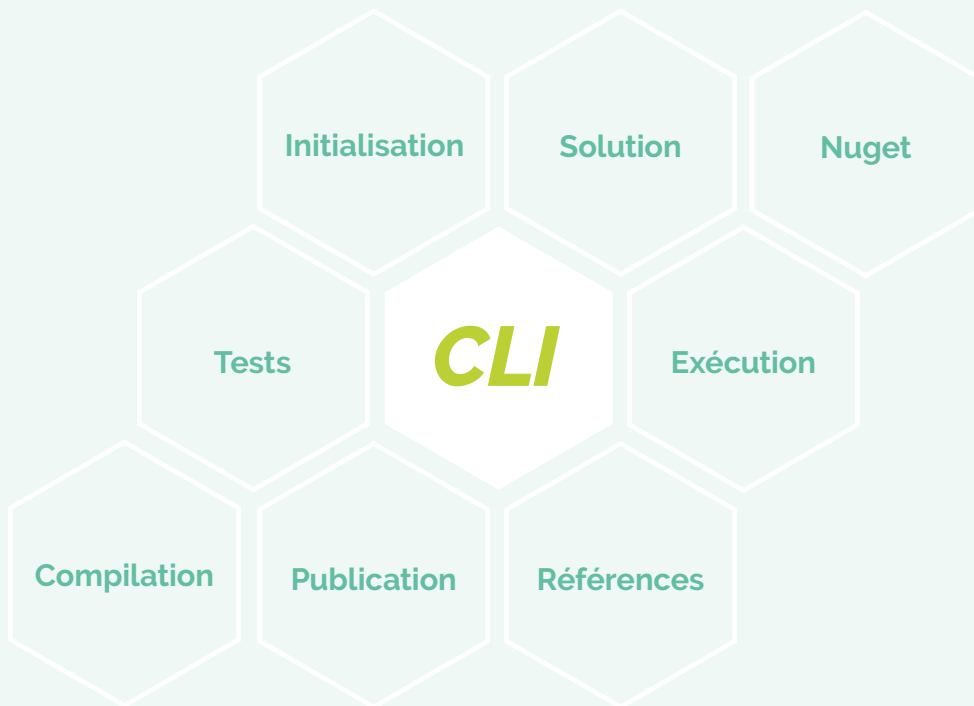 Initialisation
Solution
Nuget
Tests
CLI
Exécution
Compilation
Publication
Références